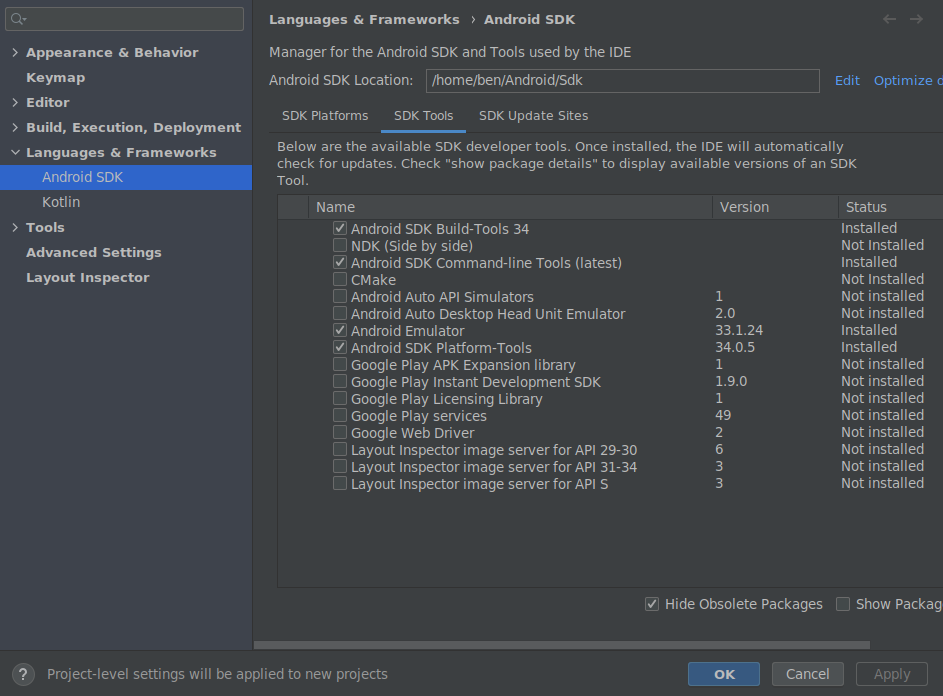 Languages & Frameworks › Android SDK
Appearance & Behavior
Keymap
Editor
Build, Execution, Deployment
Languages & Frameworks
Android SDK
Kotlin
Tools
Advanced Settings
Layout Inspector
Manager for the Android SDK and Tools used by the IDE
Android SDK Location: /home/ben/Android/Sdk Edit Optimize
SDK Platforms SDK Tools SDK Update Sites
Below are the available SDK developer tools. Once installed, the IDE will automatically
check for updates. Check "show package details" to display available versions of an SDK
Tool.
Name Version Status
Android SDK Build-Tools 34 Installed
NDK (Side by side) Not Installed
Android SDK Command-line Tools (latest) Installed
CMake Not Installed
Android Auto API Simulators 1 Not installed
Android Auto Desktop Head Unit Emulator 2.0 Not installed
Android Emulator 33.1.24 Installed
Android SDK Platform-Tools 34.0.5 Installed
Google Play APK Expansion library 1 Not installed
Google Play Instant Development SDK 1.9.0 Not installed
Google Play Licensing Library 1 Not installed
Google Play services 49 Not installed
Google Web Driver 2 Not installed
Layout Inspector image server for API 29-30 6 Not installed
Layout Inspector image server for API 31-34 3 Not installed
Layout Inspector image server for API S 3 Not installed
Hide Obsolete Packages Show Packag
? Project-level settings will be applied to new projects OK Cancel Apply